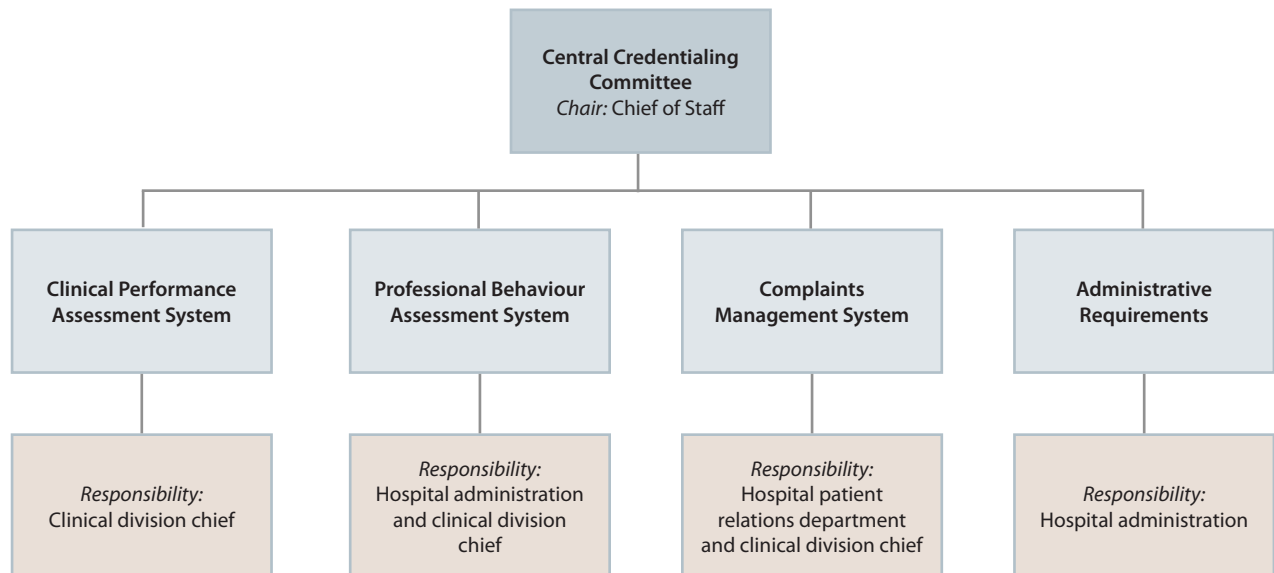 Central Credentialing
Committee
Chair: Chief of Staff
Clinical Performance
Assessment System
Professional Behaviour
Assessment System
Complaints
Management System
Administrative
Requirements
Responsibility:
Clinical division chief
Responsibility:
Hospital administration
and clinical division
chief
Responsibility:
Hospital patient
relations department
and clinical division chief
Responsibility:
Hospital administration